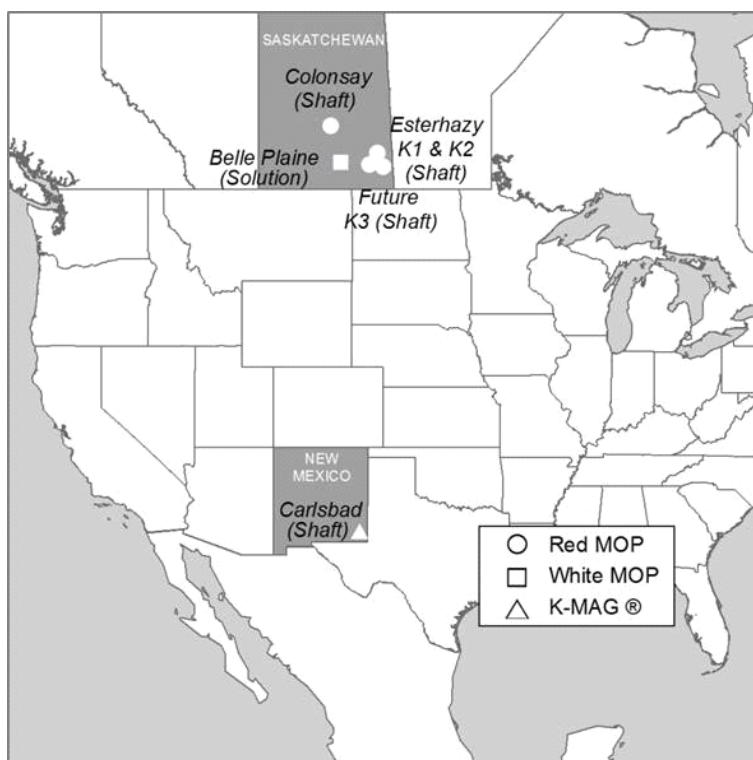 SASKATCHEWAN
Colonsay
(Shaft)
Esterhazy
K1 & K2
(Shaft)
Belle Plaine
(Solution)
Future
K3 (Shaft)
NEW
MEXICO
Carlsbad
(Shaft)
Red MOP
White MOP
K-MAG ®